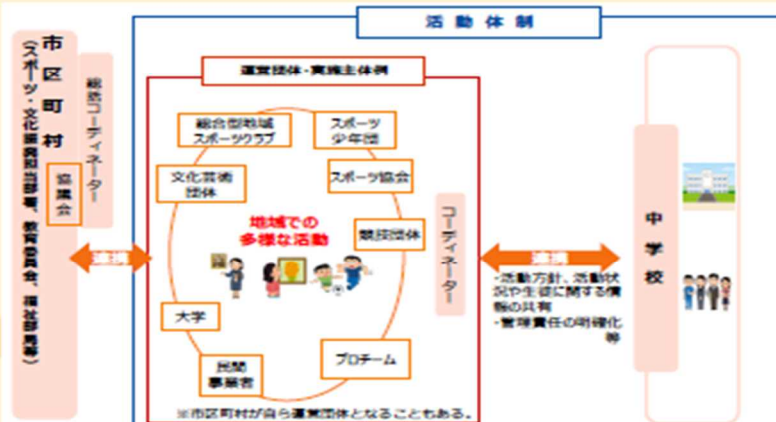 活動体制
市区町村
（スポーツ・文化振興担当部署、教育委員会、福祉部局等）
協議会
総括コーディネーター
連携
運営団体・実施主体例
総合型地域
スポーツクラブ
スポーツ
少年団
文化芸術
団体
スポーツ協会
地域での
多様な活動
競技団体
大学
民間
事業者
プロチーム
※市区町村が自ら運営団体となることもある。
コーディネーター
連携
・活動方針、活動状
況や生徒に関する情
報の共有
・管理責任の明確化
等
中学校